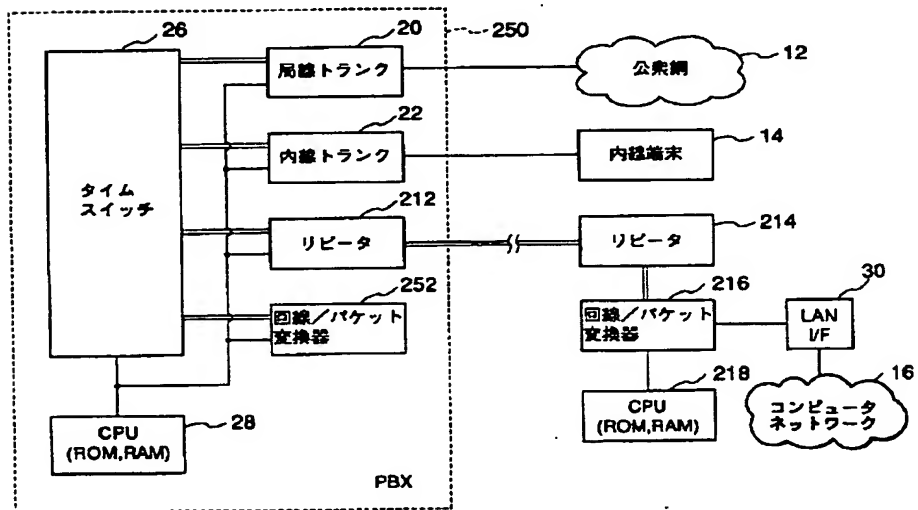 26
20
250
局線トランク
公衆網
12
22
内線トランク
内線端末
14
タイム
スイッチ
212
リピータ
リピータ
214
252
回線／パケット
変換器
216
回線／パケット
変換器
30
LAN
I/F
CPU
(ROM,RAM)
28
218
CPU
(ROM,RAM)
16
コンピュータ
ネットワーク
PBX